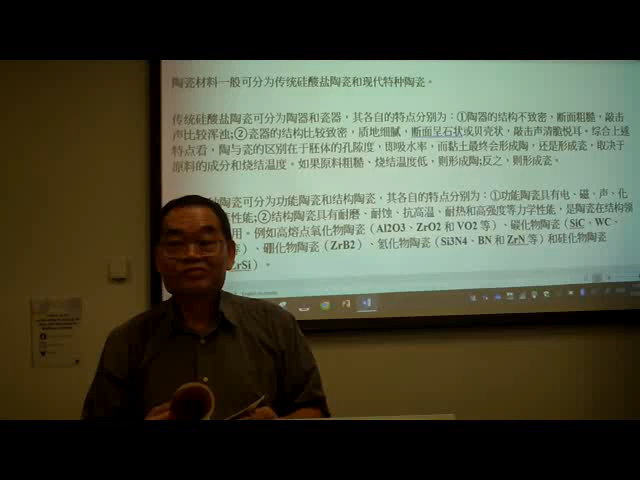 陶瓷材料一般可分为传统硅酸盐陶瓷和现代特种陶瓷。
传统硅酸盐陶瓷可分为陶器和瓷器，其各自的特点分别为：①陶器的结构不致密，断面粗糙，敲击
声比较浑浊;②瓷器的结构比较致密，质地细腻，断面呈石状或贝壳状，敲击声清脆悦耳。综合上述
特点看，陶与瓷的区别在于胚体的孔隙度，即吸水率，而黏土最终会形成陶，还是形成瓷，取决于
原料的成分和烧结温度。如果原料粗糙、烧结温度低，则形成陶;反之，则形成瓷。
种陶瓷可分为功能陶瓷和结构陶瓷，其各自的特点分别为：①功能陶瓷具有电、磁、声、化
性能;②结构陶瓷具有耐磨、耐蚀、抗高温、耐热和高强度等力学性能，是陶瓷在结构领
用。例如高熔点氧化物陶瓷（Al2O3、ZrO2 和 VO2 等）、碳化物陶瓷（SiC、WC、
等）、硼化物陶瓷（ZrB2）、氮化物陶瓷（Si3N4、BN 和 ZrN 等）和硅化物陶瓷
ZrSi）。